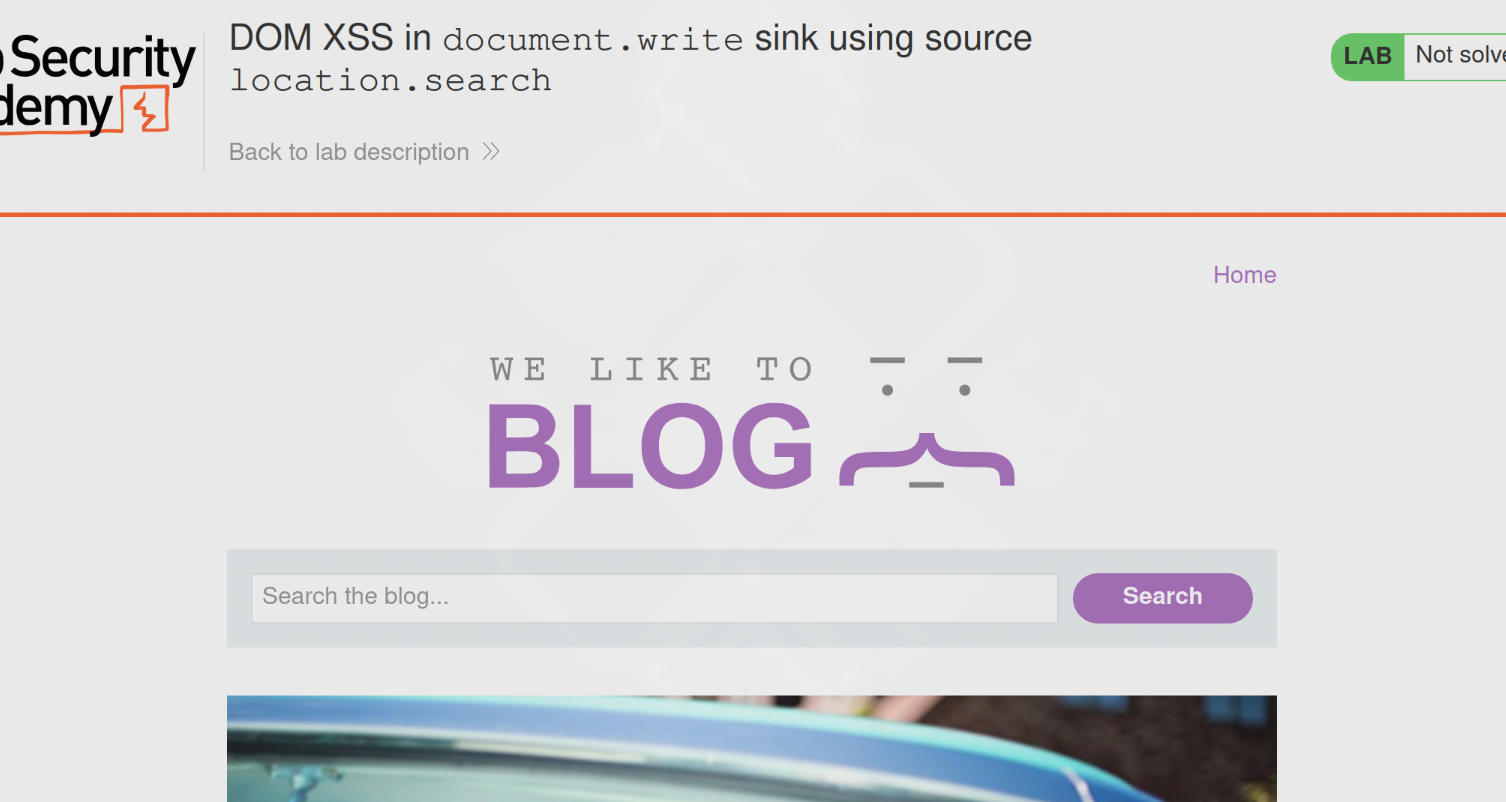 Security
demy
DOM XSS in document.write sink using source
location.search
Back to lab description
LAB Not solve
Home
WE LIKE TO
BLOG
Search the blog...
Search